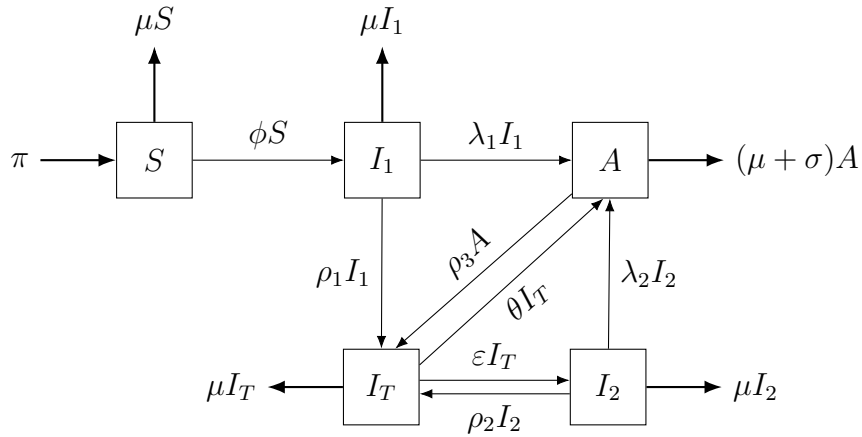 μS
μI₁
π
S
ϕS
I₁
λ₁I₁
A
(μ + σ)A
ρ₁I₁
ρ₃A
θI_T
λ₂I₂
μI_T
I_T
εI_T
ρ₂I₂
I₂
μI₂